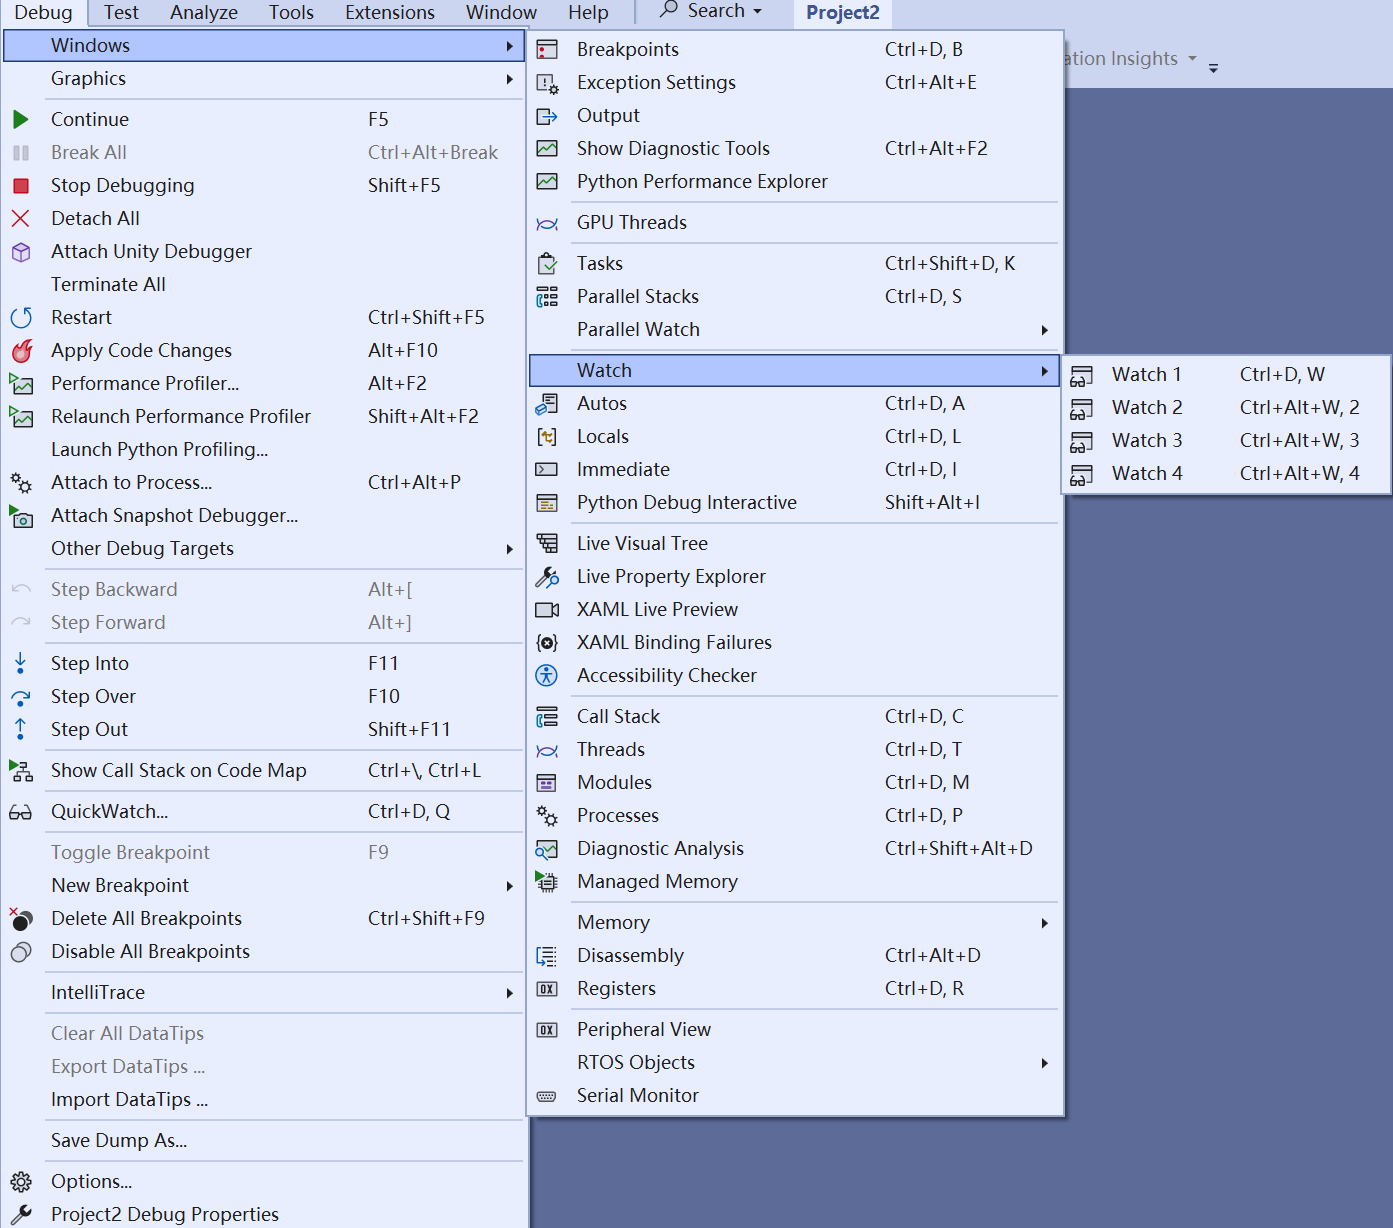 Debug Test Analyze Tools Extensions Window Help Search Project2
ation Insights
Windows
Graphics
Continue F5
Break All Ctrl+Alt+Break
Stop Debugging Shift+F5
Detach All
Attach Unity Debugger
Terminate All
Restart Ctrl+Shift+F5
Apply Code Changes Alt+F10
Performance Profiler... Alt+F2
Relaunch Performance Profiler Shift+Alt+F2
Launch Python Profiling...
Attach to Process... Ctrl+Alt+P
Attach Snapshot Debugger...
Other Debug Targets
Step Backward Alt+[
Step Forward Alt+]
Step Into F11
Step Over F10
Step Out Shift+F11
Show Call Stack on Code Map Ctrl+\, Ctrl+L
QuickWatch... Ctrl+D, Q
Toggle Breakpoint F9
New Breakpoint
Delete All Breakpoints Ctrl+Shift+F9
Disable All Breakpoints
IntelliTrace
Clear All DataTips
Export DataTips ...
Import DataTips ...
Save Dump As...
Options...
Project2 Debug Properties
Breakpoints Ctrl+D, B
Exception Settings Ctrl+Alt+E
Output
Show Diagnostic Tools Ctrl+Alt+F2
Python Performance Explorer
GPU Threads
Tasks Ctrl+Shift+D, K
Parallel Stacks Ctrl+D, S
Parallel Watch
Watch
Autos Ctrl+D, A
Locals Ctrl+D, L
Immediate Ctrl+D, I
Python Debug Interactive Shift+Alt+I
Live Visual Tree
Live Property Explorer
XAML Live Preview
XAML Binding Failures
Accessibility Checker
Call Stack Ctrl+D, C
Threads Ctrl+D, T
Modules Ctrl+D, M
Processes Ctrl+D, P
Diagnostic Analysis Ctrl+Shift+Alt+D
Managed Memory
Memory
Disassembly Ctrl+Alt+D
Registers Ctrl+D, R
Peripheral View
RTOS Objects
Serial Monitor
Watch 1 Ctrl+D, W
Watch 2 Ctrl+Alt+W, 2
Watch 3 Ctrl+Alt+W, 3
Watch 4 Ctrl+Alt+W, 4